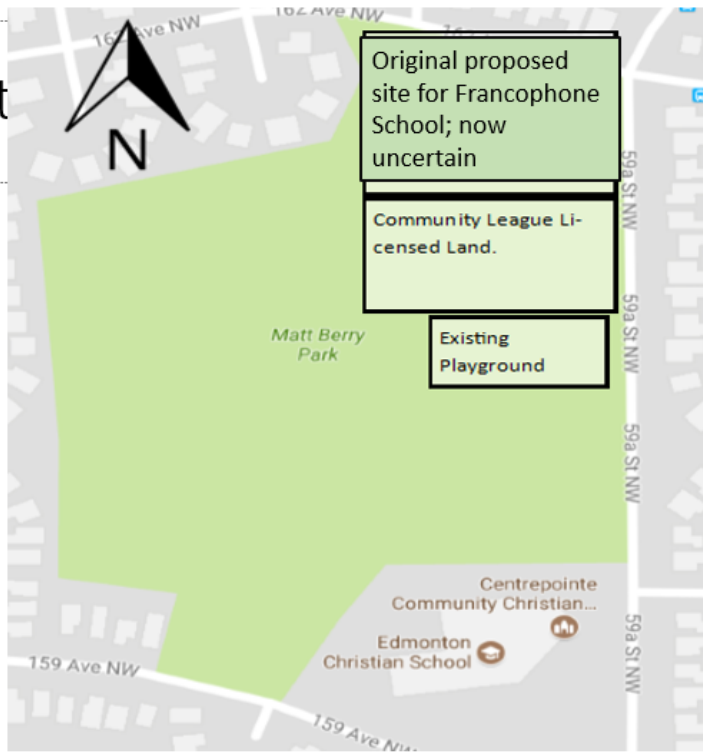 162 Ave NW
162 Ave NW
162 Ave NW
t
N
Original proposed
site for Francophone
School; now
uncertain
59a St NW
Community League Li-
censed Land.
59a St NW
Matt Berry
Park
Existing
Playground
59a St NW
Centrepointe
Community Christian...
Edmonton
Christian School
59a St NW
159 Ave NW
159 Ave NW